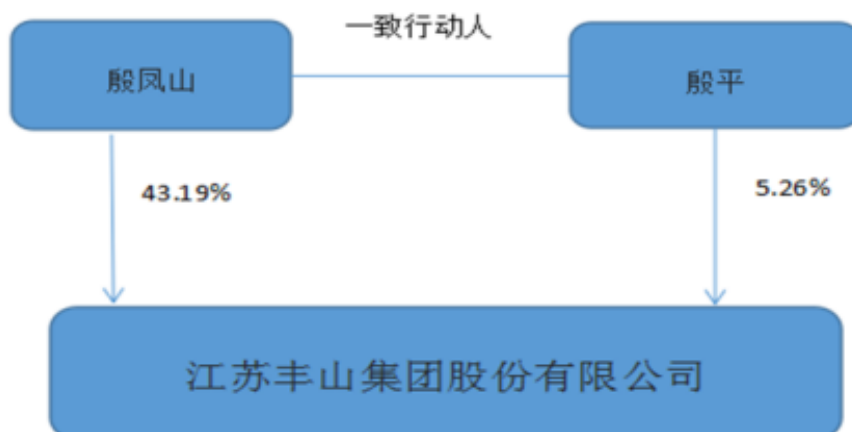 一致行动人
殷凤山
殷平
43.19%
5.26%
江苏丰山集团股份有限公司